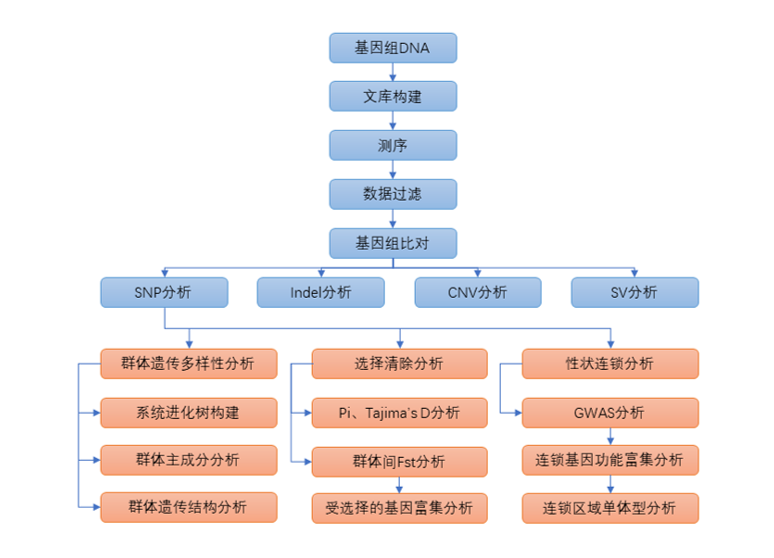 基因组DNA
文库构建
测序
数据过滤
基因组比对
SNP分析
Indel分析
CNV分析
SV分析
群体遗传多样性分析
选择清除分析
性状连锁分析
系统进化树构建
Pi、Tajima's D分析
GWAS分析
群体主成分分析
群体间Fst分析
连锁基因功能富集分析
群体遗传结构分析
受选择的基因富集分析
连锁区域单体型分析